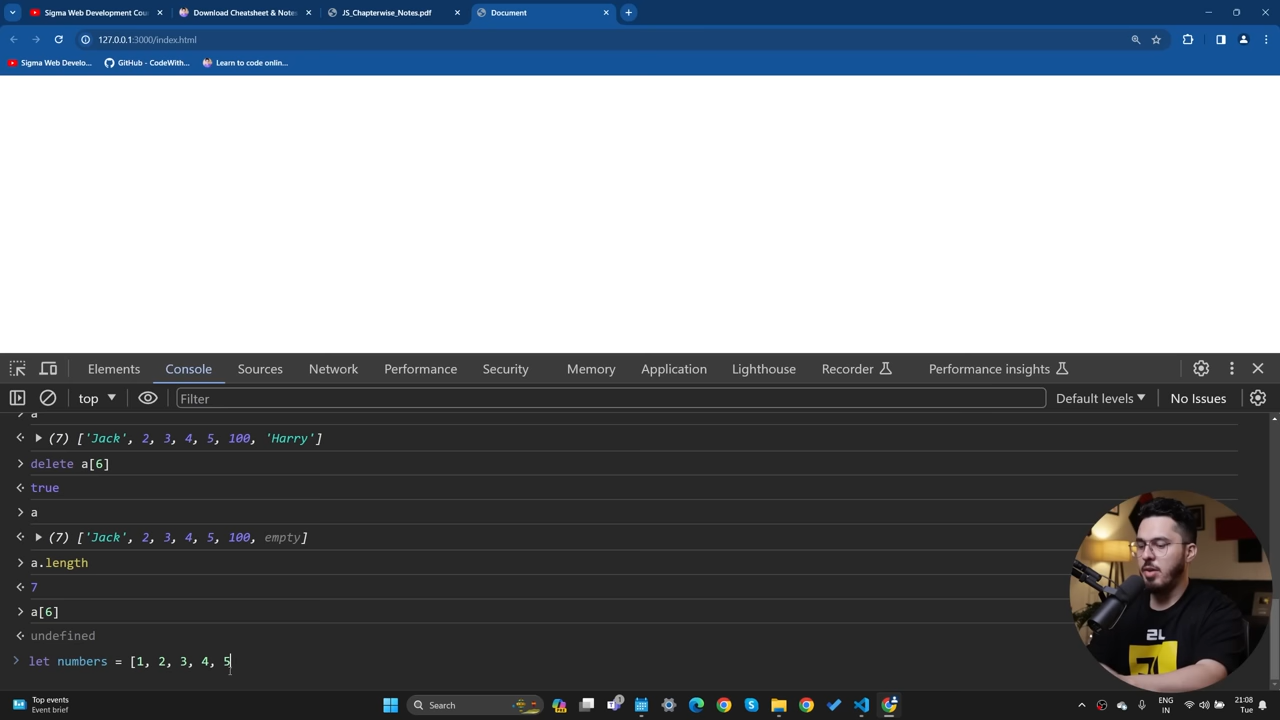 Sigma Web Development Cou
Download Cheatsheet & Notes
JS_Chapterwise_Notes.pdf
Document
127.0.0.1:3000/index.html
Sigma Web Develo...
GitHub - CodeWith...
Learn to code onlin...
Elements
Console
Sources
Network
Performance
Security
Memory
Application
Lighthouse
Recorder
Performance insights
top
Filter
Default levels
No Issues
a
(7) ['Jack', 2, 3, 4, 5, 100, 'Harry']
delete a[6]
true
a
(7) ['Jack', 2, 3, 4, 5, 100, empty]
a.length
7
a[6]
undefined
let numbers = [1, 2, 3, 4, 5
Top events
Event brief
Search
1
ENG
IN
21:08
Tue